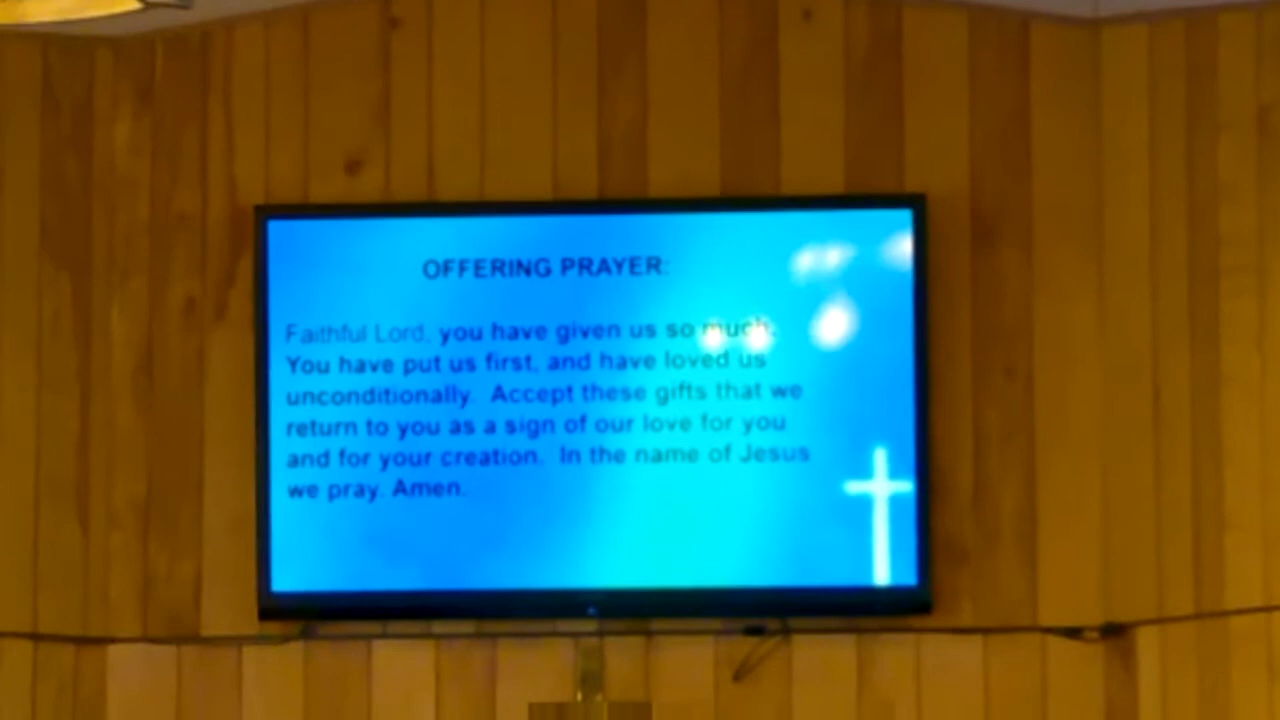 OFFERING PRAYER:
Faithful Lord, you have given us so much.
You have put us first, and have loved us
unconditionally. Accept these gifts that we
return to you as a sign of our love for you
and for your creation. In the name of Jesus
we pray. Amen.